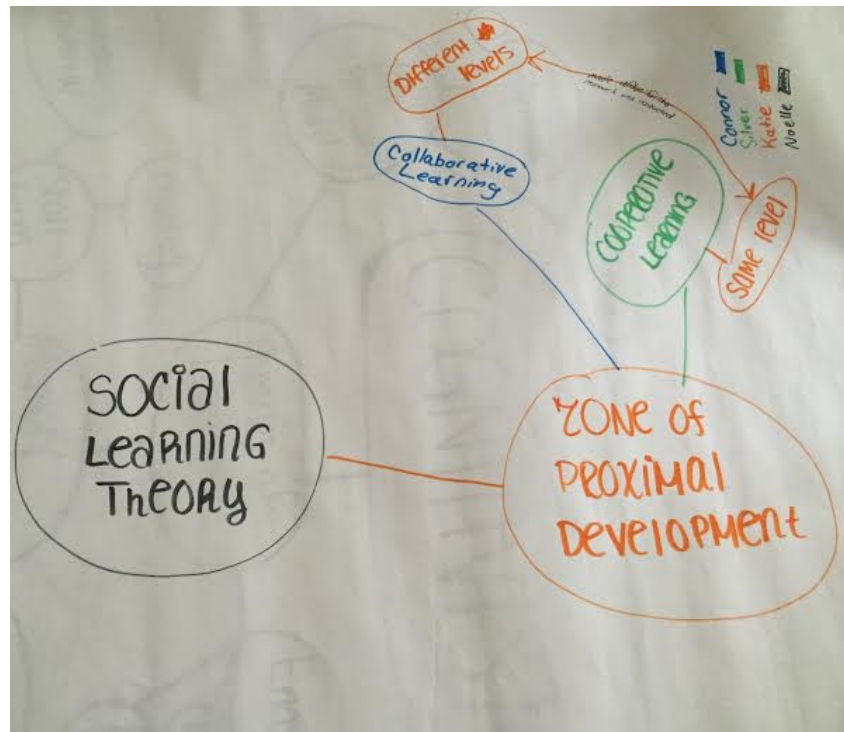 Different
levels
Collaborative
Learning
Cooperative
Learning
Same level
Connor
Silver
Katie
Noelle
Social
Learning
Theory
Zone of
Proximal
Development